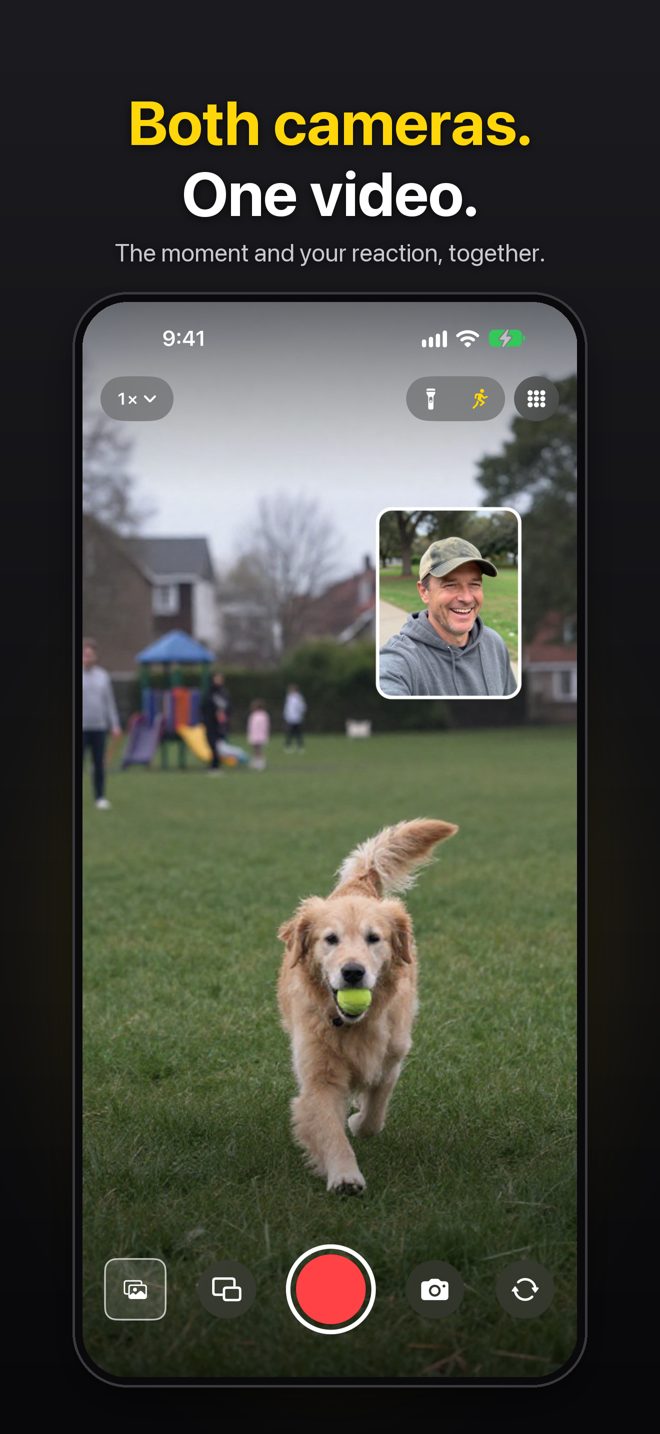 Both cameras.
One video.
The moment and your reaction, together.
9:41
1×